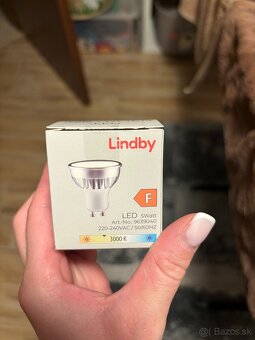 Lindby
F
LED 5Watt
Art.-No.: 9639040
220-240VAC / 50/60HZ
3000 K
Bazos.sk